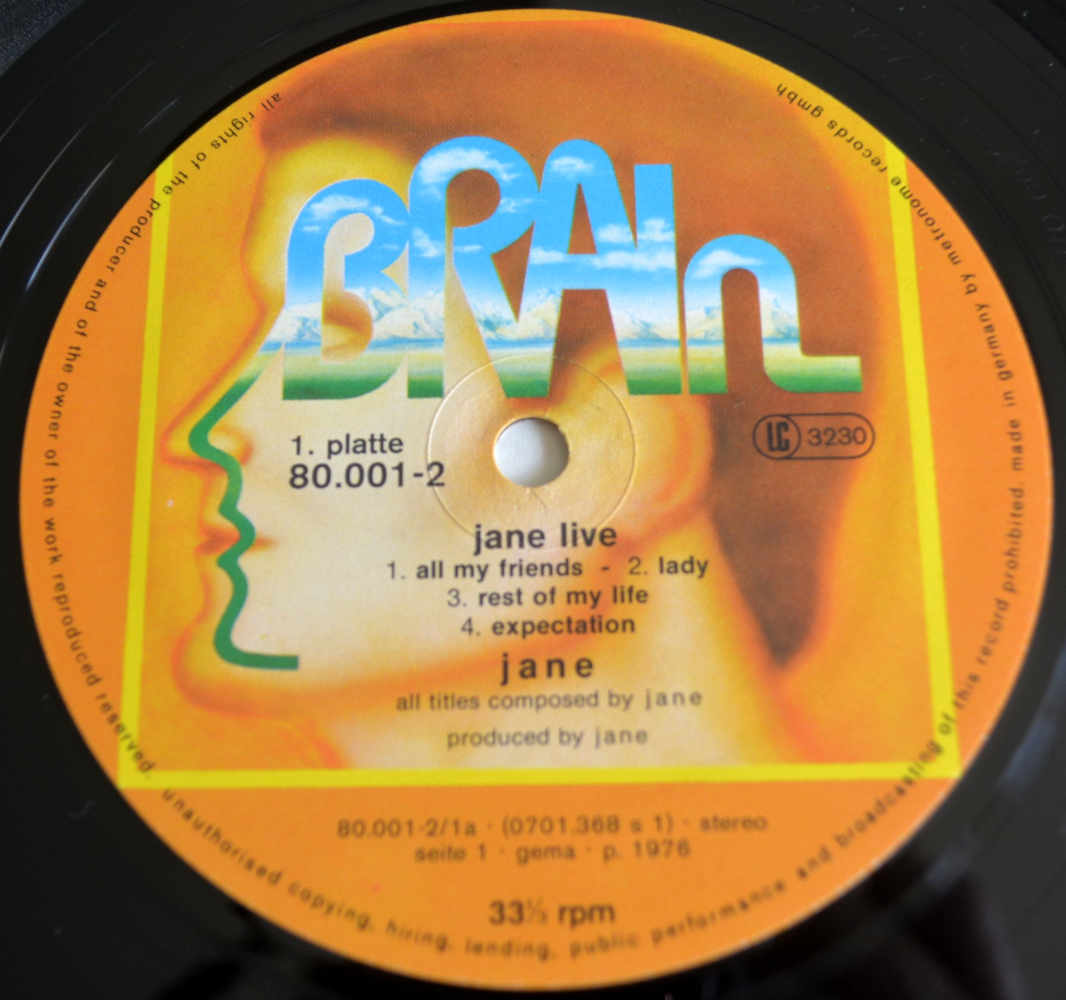 BRAIn
1. platte
80.001-2
LC 3230
jane live
1. all my friends - 2. lady
3. rest of my life
4. expectation
jane
all titles composed by jane
produced by jane
80.001-2/1a · (0701.368 s 1) · stereo
seite 1 · gema · p. 1976
33⅓ rpm
all rights of the producer and of the owner of the work reproduced reserved. unauthorised copying, hiring, lending, public performance and broadcasting of this record prohibited. made in germany by metronome records gmbh